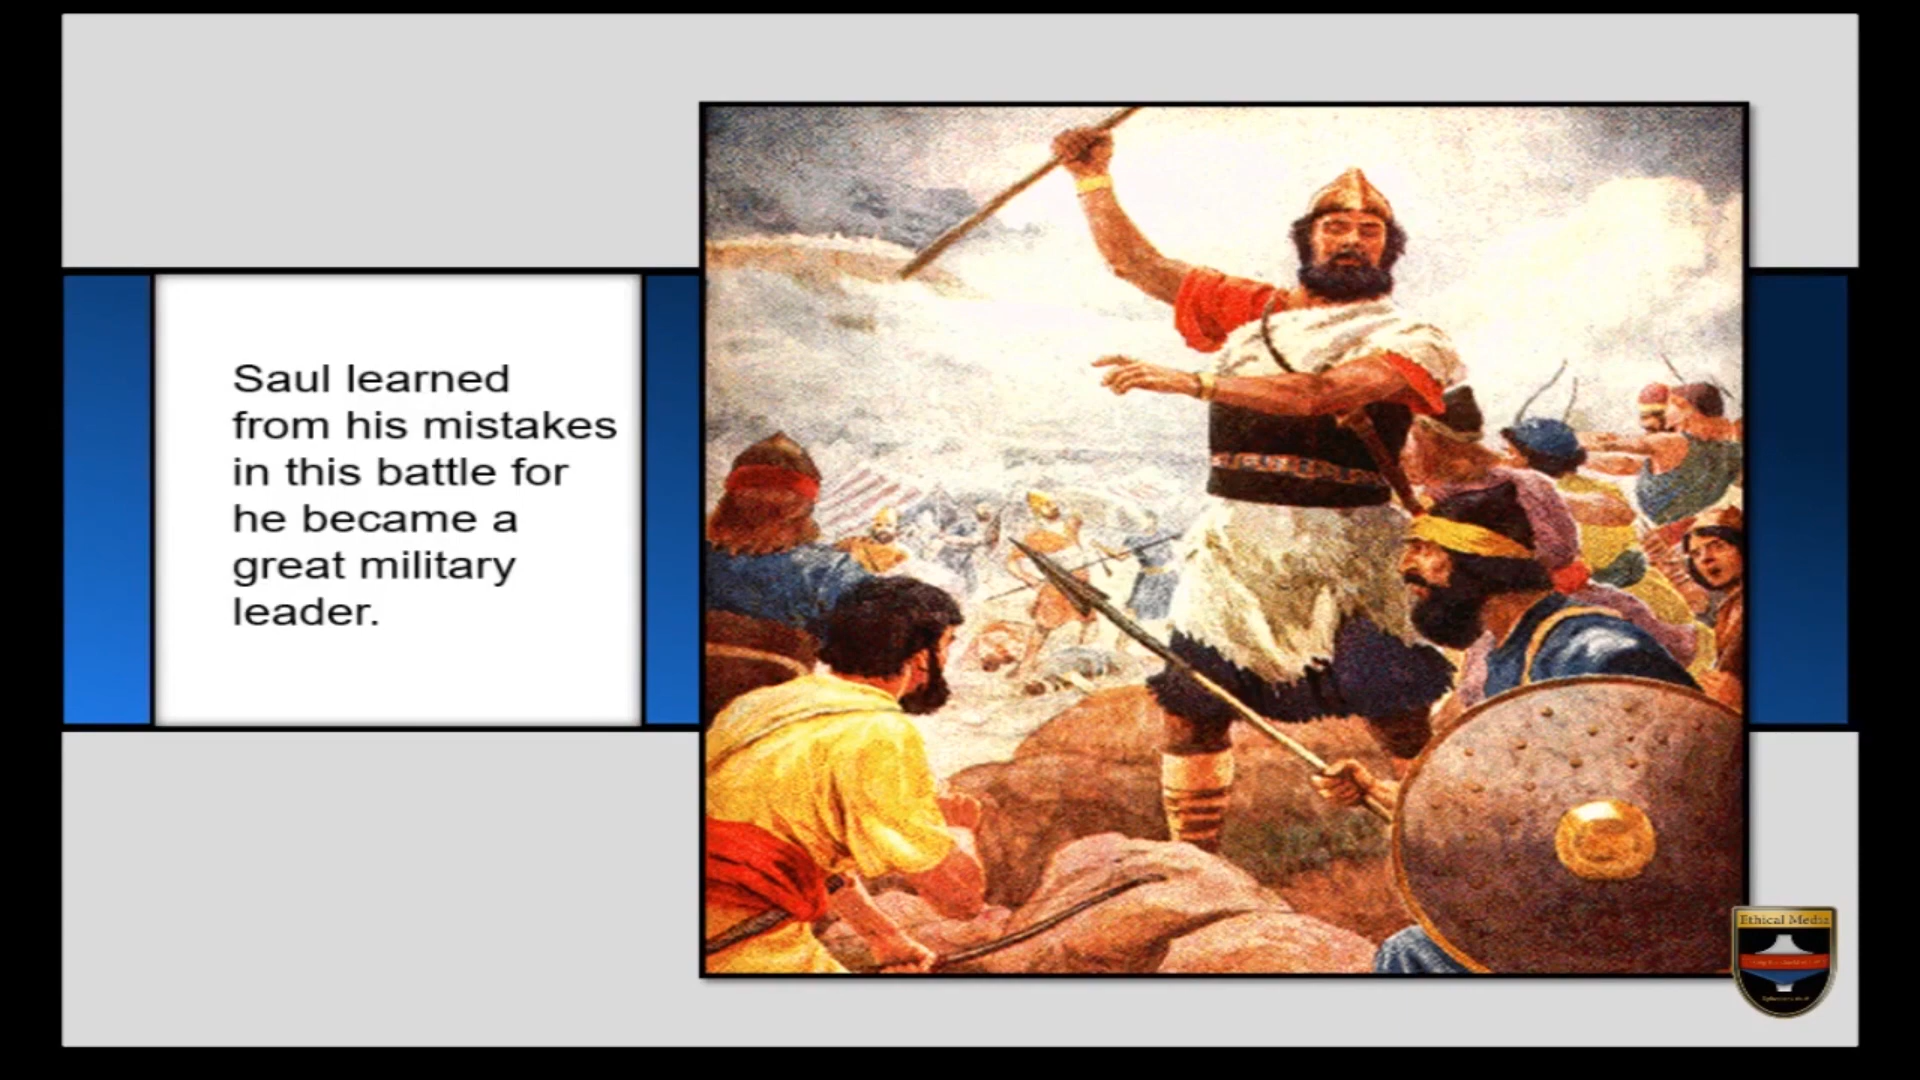 Saul learned
from his mistakes
in this battle for
he became a
great military
leader.
Ethical Media